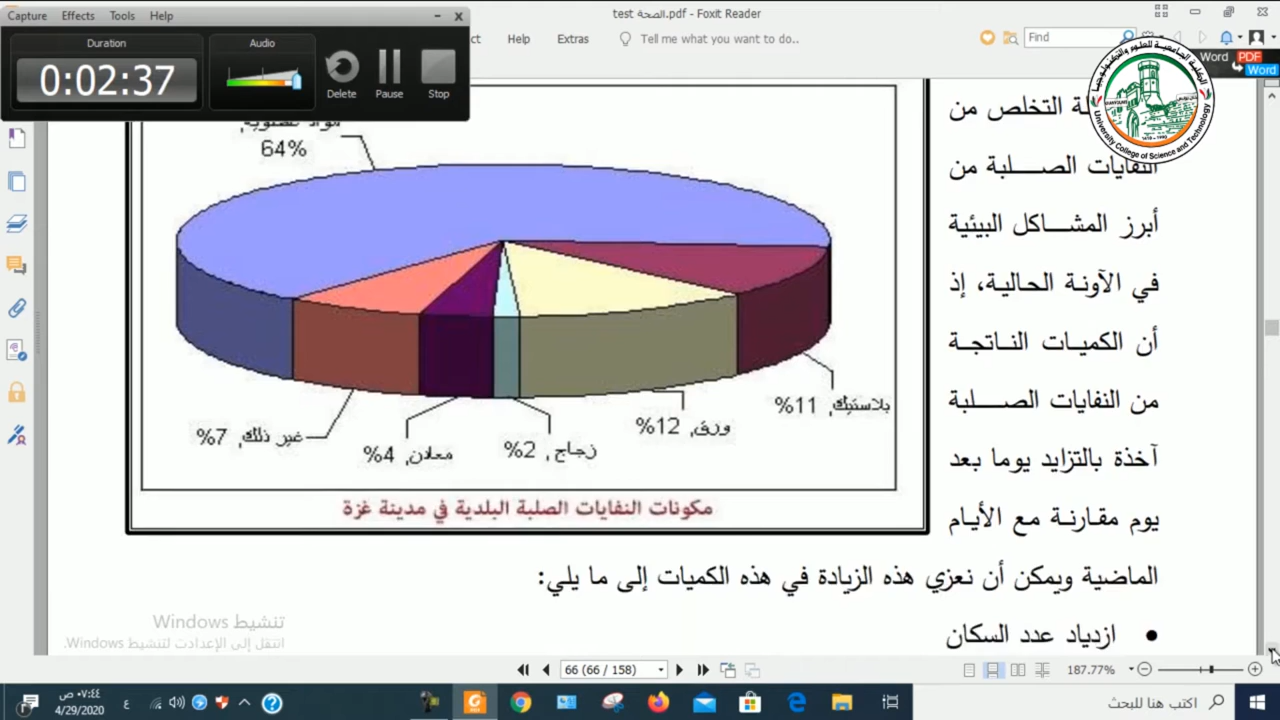 Capture Effects Tools Help
test الصحة.pdf - Foxit Reader
Duration
Audio
0:02:37
Delete Pause Stop
Help Extras Tell me what you want to do..
Find
Word PDF
Word
University College of Science and Technology
التخلص من
النفايات الصلبة من
أبرز المشاكل البيئية
في الآونة الحالية، إذ
أن الكميات الناتجة
من النفايات الصلبة
آخذة بالتزايد يوما بعد
يوم مقارنة مع الأيام
الماضية ويمكن أن نعزي هذه الزيادة في هذه الكميات إلى ما يلي:
• ازدياد عدد السكان
64%
بلاستيك, 11%
ورق, 12%
زجاج, 2%
معادن, 4%
غير ذلك, 7%
مكونات النفايات الصلبة البلدية في مدينة غزة
تنشيط Windows
انتقل إلى الإعدادات لتنشيط Windows.
66 (66 / 158)
187.77%
اكتب هنا للبحث
ع
٠٧:٤٤ ص
4/29/2020